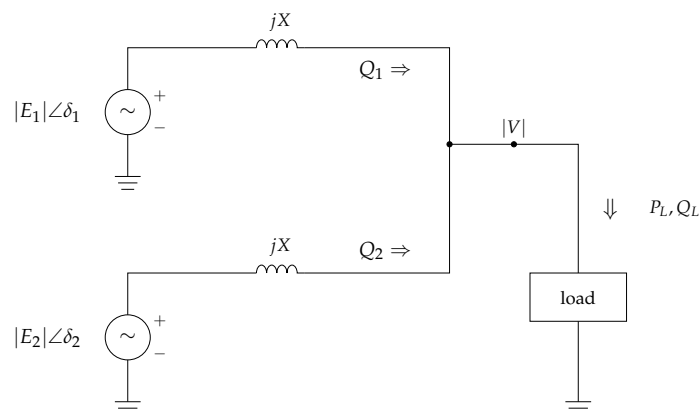 jX
Q₁ ⇒
|E₁|∠δ₁
∼
+
−
|V|
⇓ P_L, Q_L
jX
Q₂ ⇒
load
|E₂|∠δ₂
∼
+
−